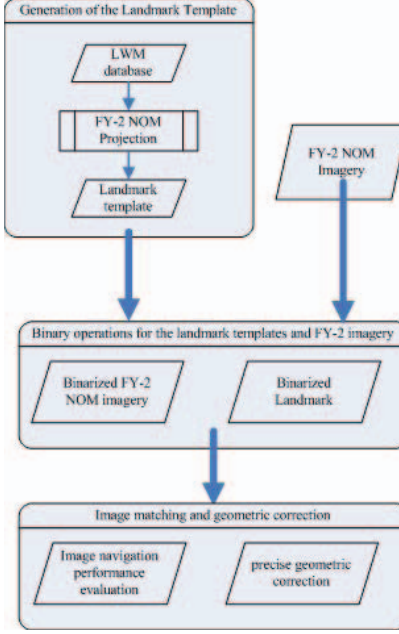 Generation of the Landmark Template
LWM
database
FY-2 NOM
Projection
Landmark
template
FY-2 NOM
Imagery
Binary operations for the landmark templates and FY-2 imagery
Binarized FY-2
NOM imagery
Binarized
Landmark
Image matching and geometric correction
Image navigation
performance
evaluation
precise geometric
correction